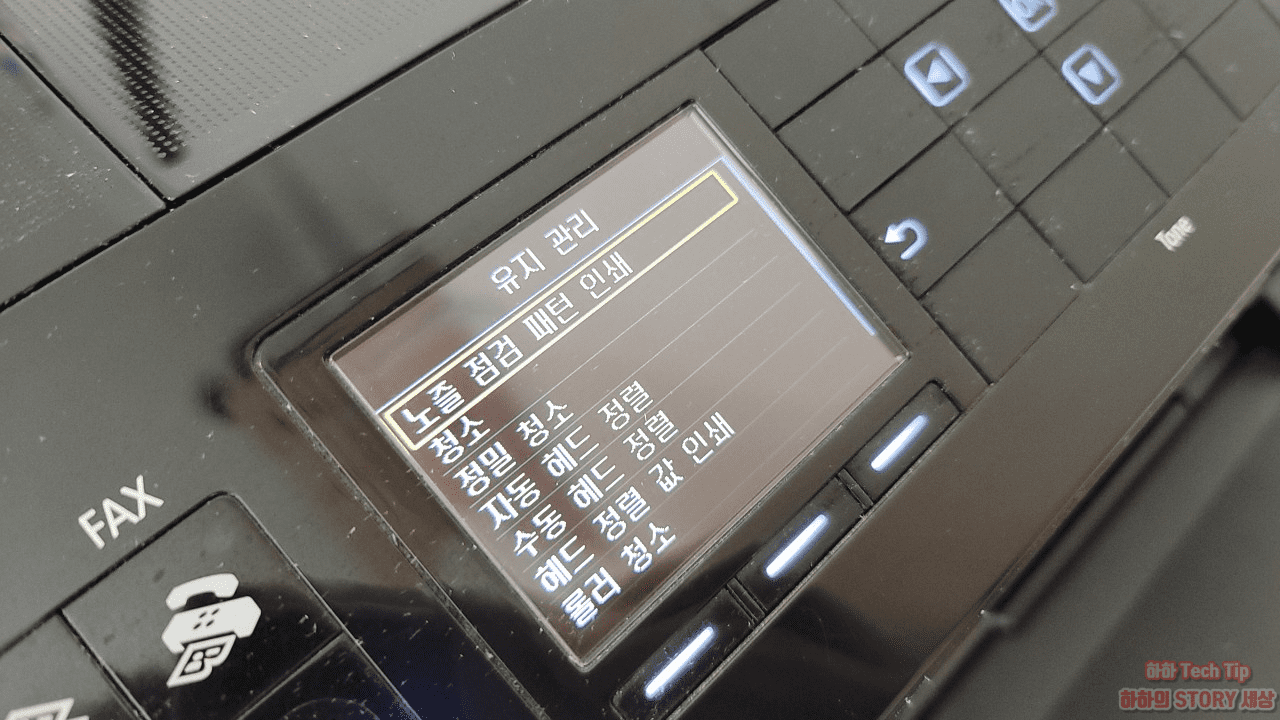 유지 관리
노즐 점검 패턴 인쇄
청소
정밀 청소
자동 헤드 정렬
수동 헤드 정렬
헤드 정렬 값 인쇄
롤러 청소
OK
Tone
FAX
하하 Tech Tip
하하의 STORY 세상